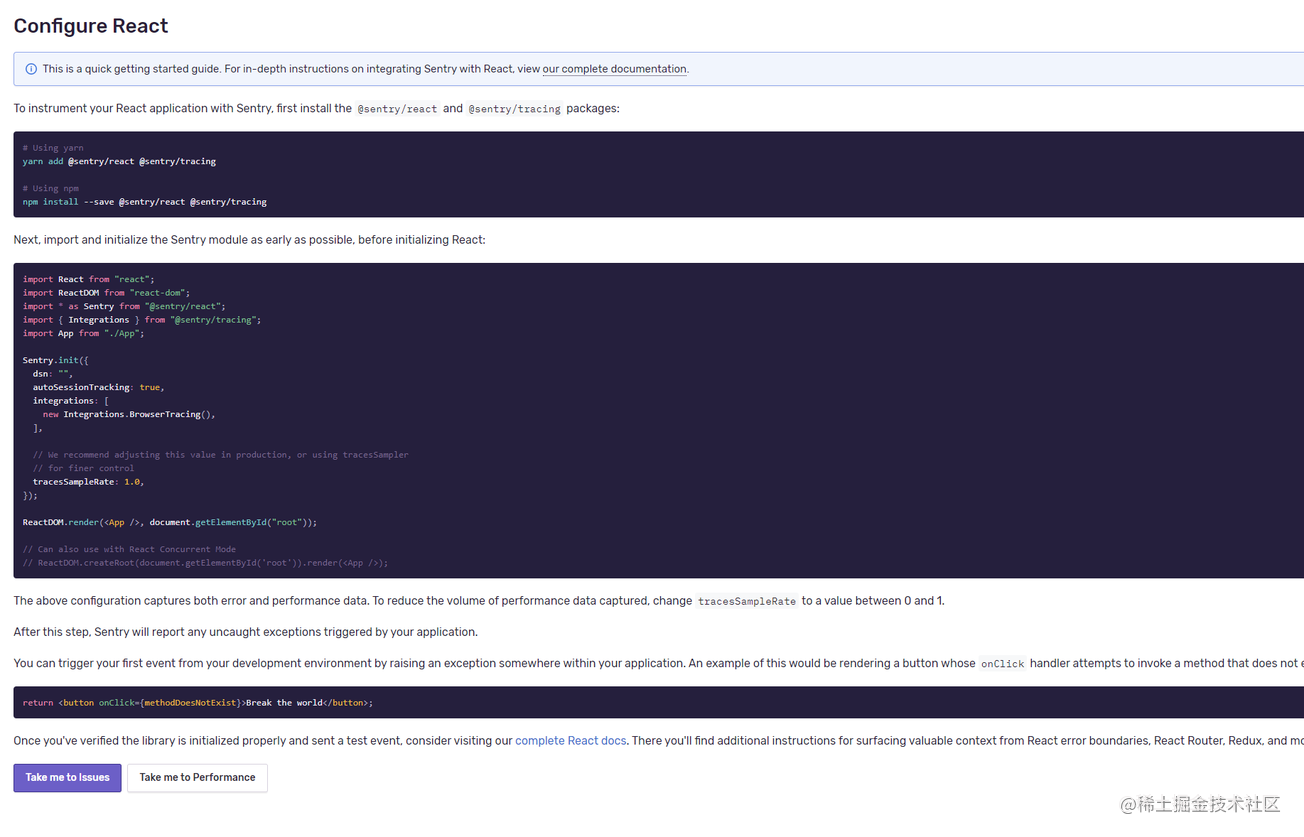 Configure React
This is a quick getting started guide. For in-depth instructions on integrating Sentry with React, view our complete documentation.
To instrument your React application with Sentry, first install the @sentry/react and @sentry/tracing packages:
# Using yarn
yarn add @sentry/react @sentry/tracing
# Using npm
npm install --save @sentry/react @sentry/tracing
Next, import and initialize the Sentry module as early as possible, before initializing React:
import React from "react";
import ReactDOM from "react-dom";
import * as Sentry from "@sentry/react";
import { Integrations } from "@sentry/tracing";
import App from "./App";
Sentry.init({
  dsn: "",
  autoSessionTracking: true,
  integrations: [
    new Integrations.BrowserTracing(),
  ],
  // We recommend adjusting this value in production, or using tracesSampler
  // for finer control
  tracesSampleRate: 1.0,
});
ReactDOM.render(<App />, document.getElementById("root"));
// Can also use with React Concurrent Mode
// ReactDOM.createRoot(document.getElementById('root')).render(<App />);
The above configuration captures both error and performance data. To reduce the volume of performance data captured, change tracesSampleRate to a value between 0 and 1.
After this step, Sentry will report any uncaught exceptions triggered by your application.
You can trigger your first event from your development environment by raising an exception somewhere within your application. An example of this would be rendering a button whose onClick handler attempts to invoke a method that does not
return <button onClick={methodDoesNotExist}>Break the world</button>;
Once you've verified the library is initialized properly and sent a test event, consider visiting our complete React docs. There you'll find additional instructions for surfacing valuable context from React error boundaries, React Router, Redux, and
Take me to Issues Take me to Performance
@稀土掘金技术社区